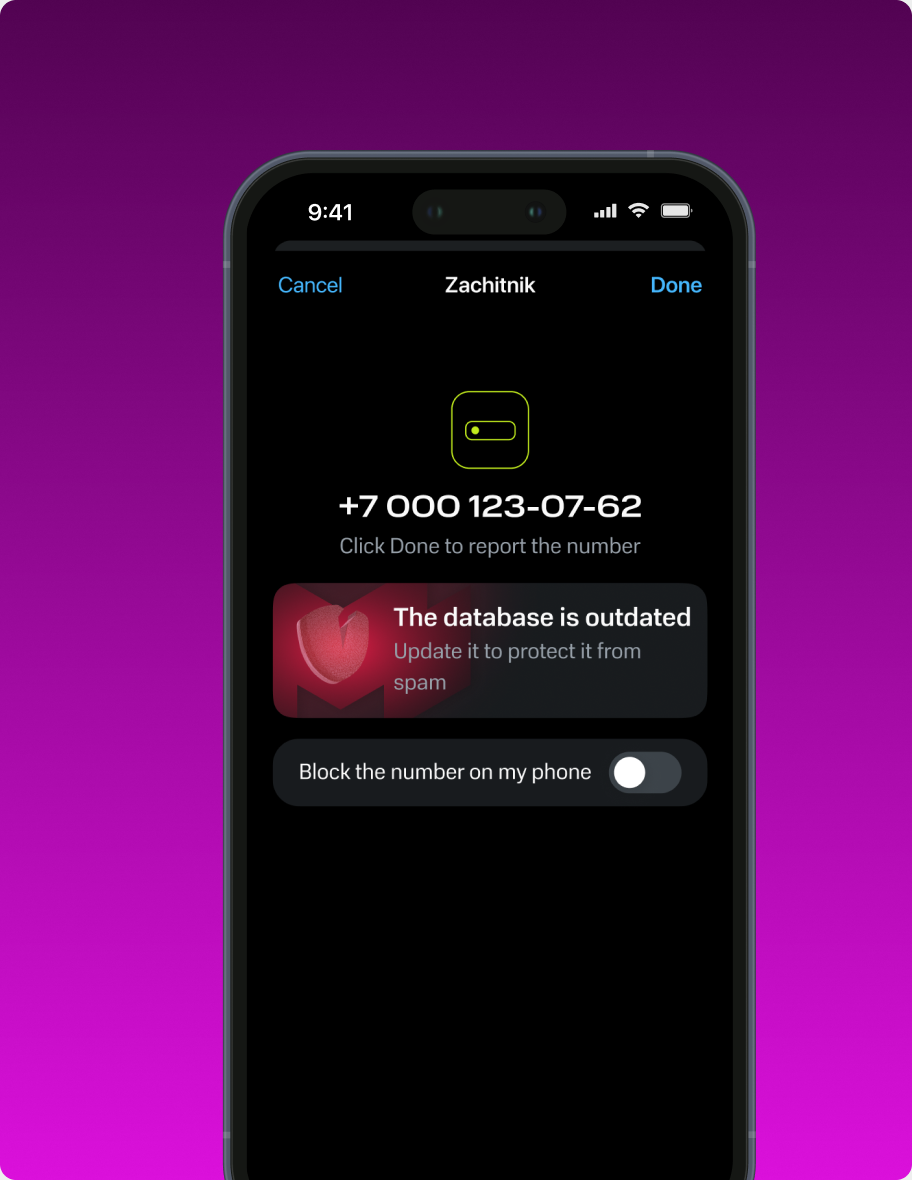 9:41
Cancel Zachitnik Done
+7 000 123-07-62
Click Done to report the number
The database is outdated
Update it to protect it from
spam
Block the number on my phone